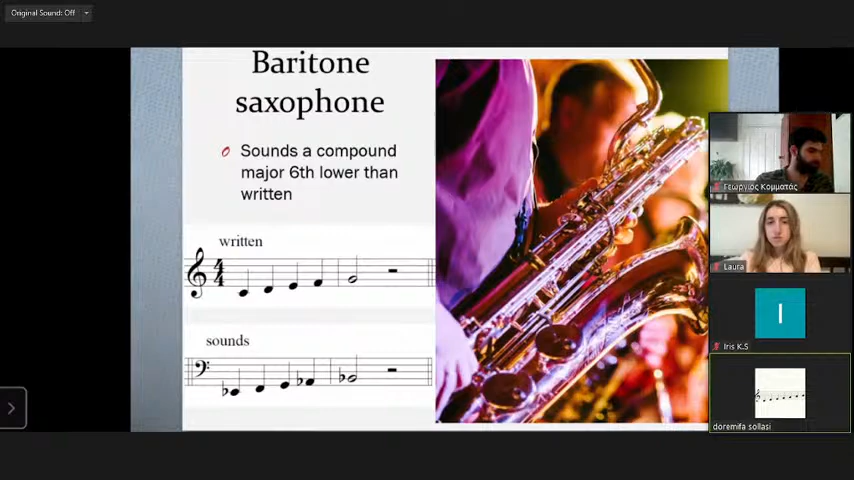 Original Sound: Off
Baritone
saxophone
Sounds a compound
major 6th lower than
written
written
sounds
Γεώργιος Κομματάς
Laura
I
Iris K.S
doremifa sollasi